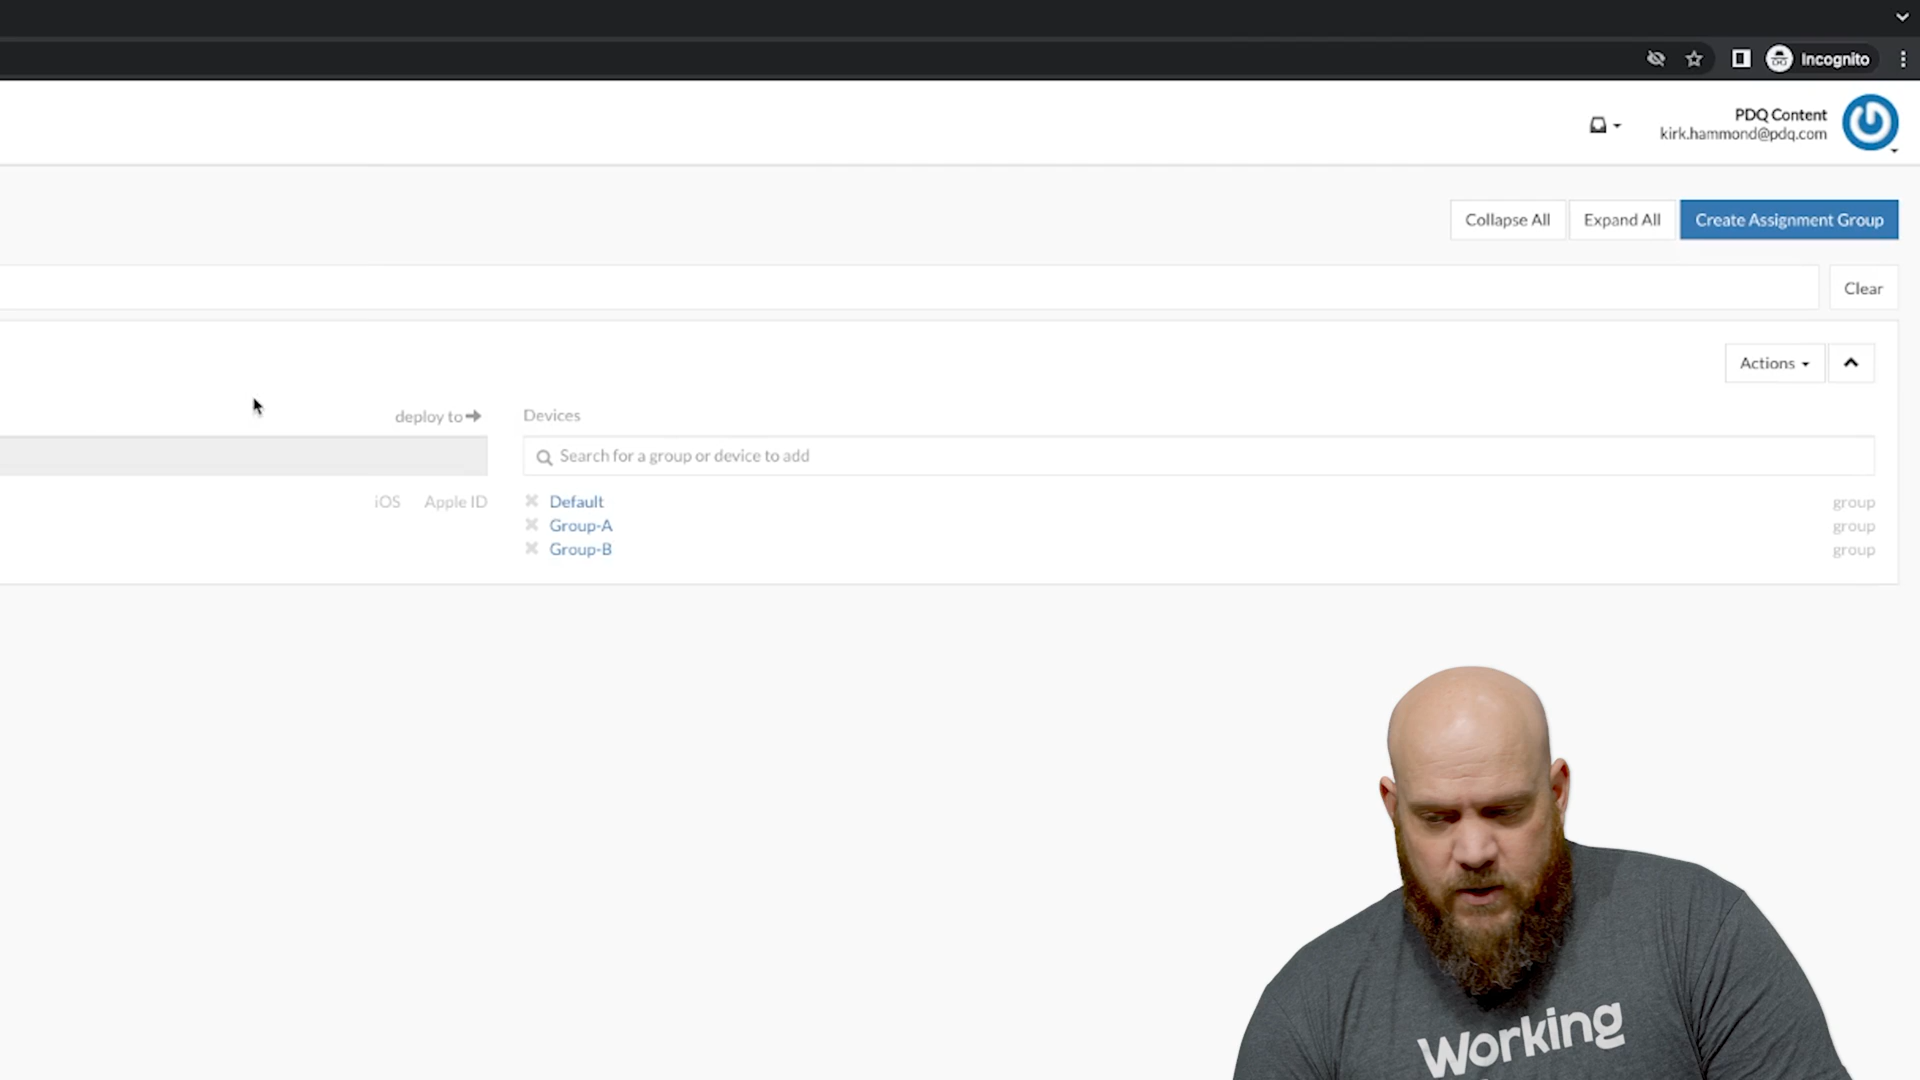 Incognito
PDQ Content
kirk.hammond@pdq.com
Collapse All
Expall All
Create Assignment Group
Clear
Actions
deploy to
Devices
Search for a group or device to add
iOS Apple ID
Default group
Group-A group
Group-B group
Working